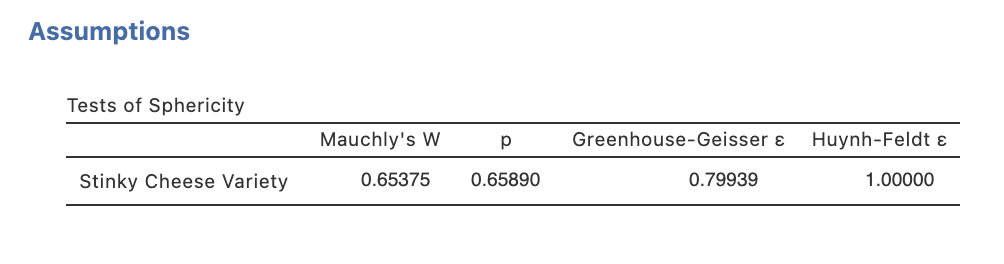 Assumptions
Tests of Sphericity
Mauchly's W p Greenhouse-Geisser ε Huynh-Feldt ε
Stinky Cheese Variety 0.65375 0.65890 0.79939 1.00000